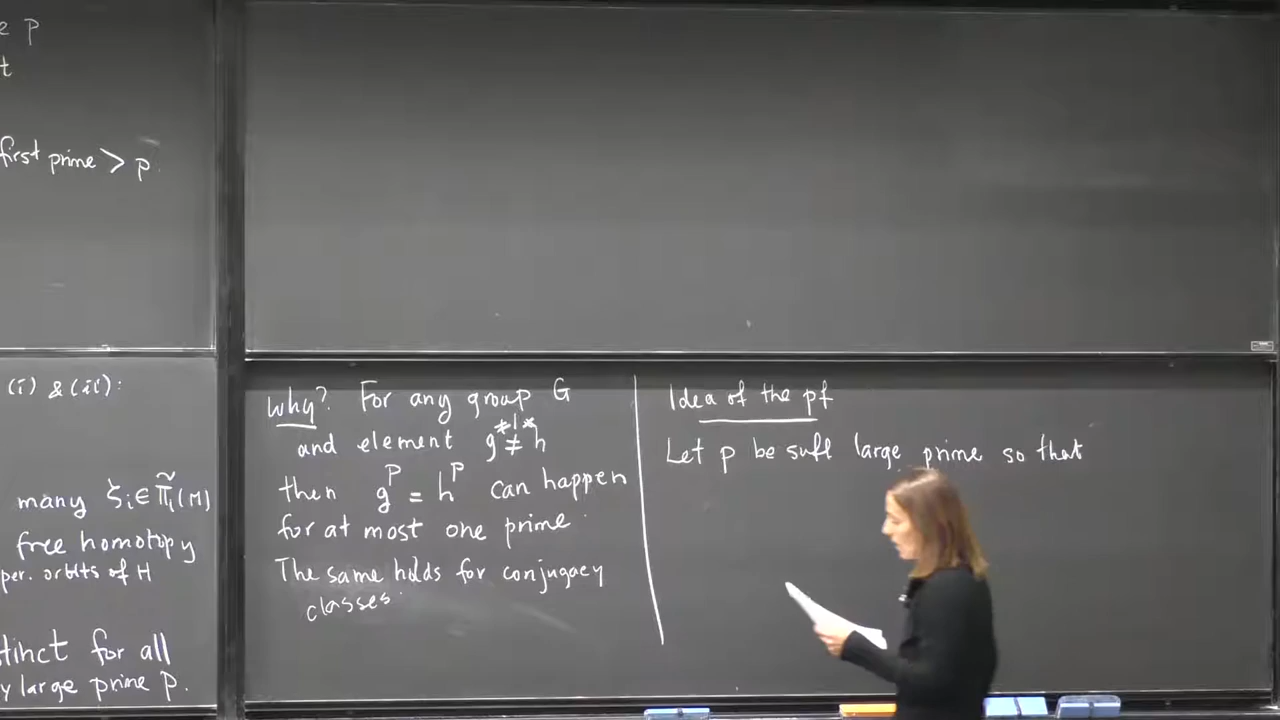 e p
t
first prime > p.
(i) & (ii):
many ζᵢ ∈ π̃₁(M)
free homotopy
per. orbits of H
tinct for all
y large prime p.
Why? For any group G
and element g ≠ h
then gᵖ = hᵖ can happen
for at most one prime.
The same holds for conjugacy
classes.
Idea of the pf
Let p be suff large prime so that